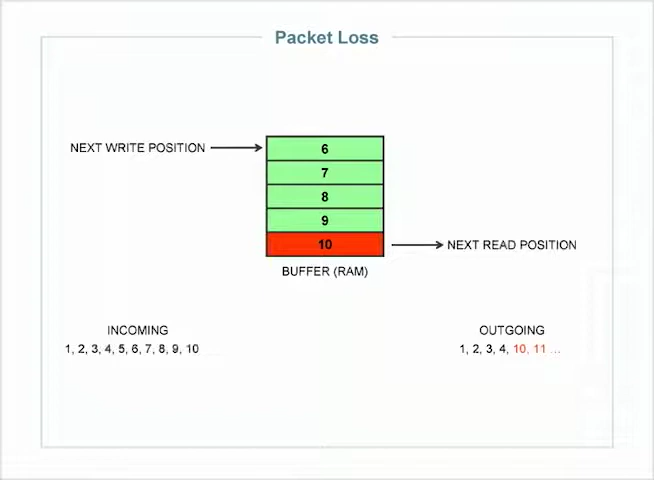 Packet Loss
NEXT WRITE POSITION
6
7
8
9
10
NEXT READ POSITION
BUFFER (RAM)
INCOMING
1, 2, 3, 4, 5, 6, 7, 8, 9, 10
OUTGOING
1, 2, 3, 4, 10, 11 ...